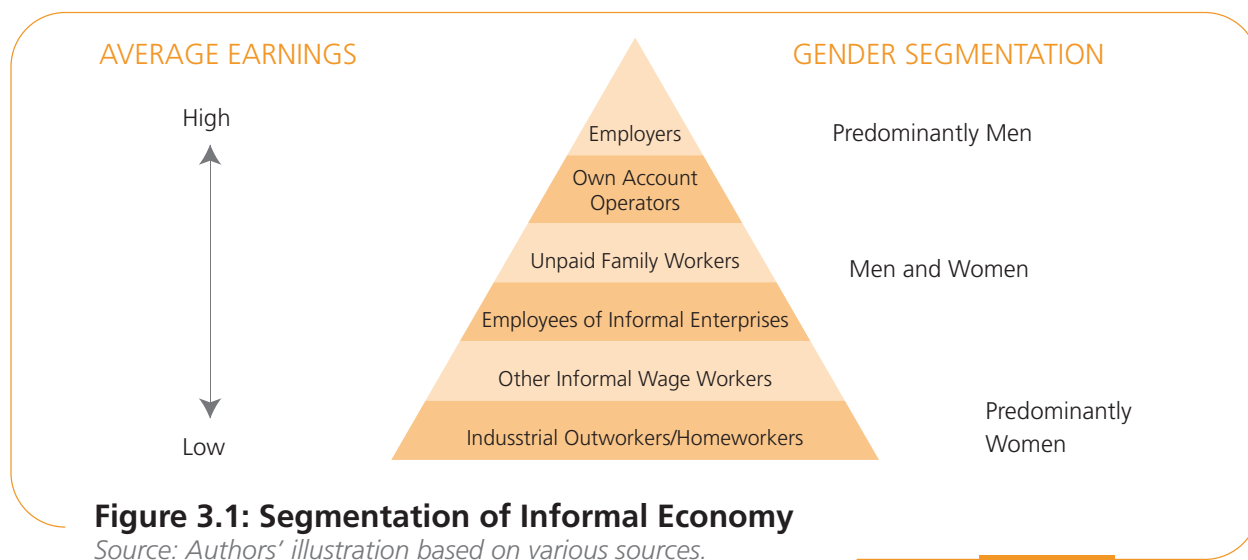 AVERAGE EARNINGS
GENDER SEGMENTATION
High
Employers
Predominantly Men
Own Account
Operators
Unpaid Family Workers
Men and Women
Employees of Informal Enterprises
Other Informal Wage Workers
Predominantly
Women
Indusstrial Outworkers/Homeworkers
Low
Figure 3.1: Segmentation of Informal Economy
Source: Authors’ illustration based on various sources.